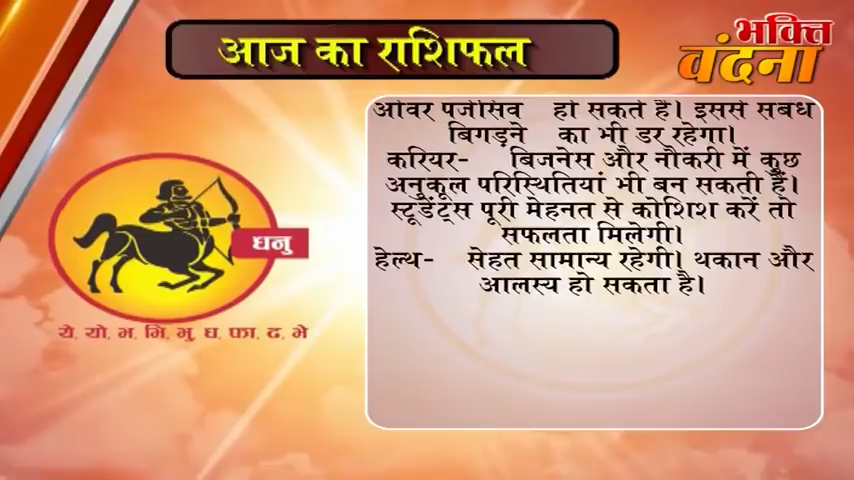 आज का राशिफल
भक्ति
वंदना
ओवर पजेसिव हो सकते हैं। इससे संबंध
बिगड़ने का भी डर रहेगा।
करियर- बिजनेस और नौकरी में कुछ
अनुकूल परिस्थितियां भी बन सकती हैं।
स्टूडेंट्स पूरी मेहनत से कोशिश करें तो
सफलता मिलेगी।
हेल्थ- सेहत सामान्य रहेगी। थकान और
आलस्य हो सकता है।
धनु
ये, यो, भ, भि, भु, ध, फा, ढ, भे